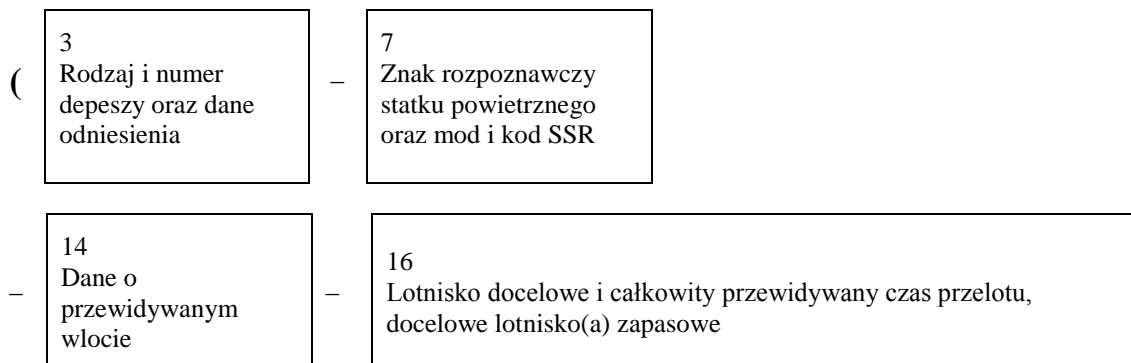 (
3
Rodzaj i numer
depeszy oraz dane
odniesienia
–
7
Znak rozpoznawczy
statku powietrznego
oraz mod i kod SSR
–
14
Dane o
przewidywanym
wlocie
–
16
Lotnisko docelowe i całkowity przewidywany czas przelotu,
docelowe lotnisko(a) zapasowe